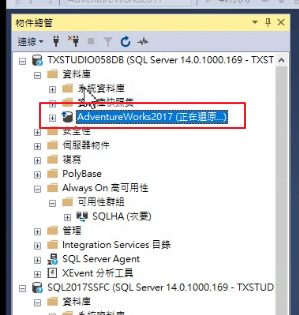 AdventureWorks2017
物件總管
連線
TXSTUDIO058DB (SQL Server 14.0.1000.169 - TXST
資料庫
系統資料庫
資料庫快照集
AdventureWorks2017 (正在還原...)
安全性
伺服器物件
複寫
PolyBase
Always On 高可用性
可用性群組
SQLHA (次要)
管理
Integration Services 目錄
SQL Server Agent
XEvent 分析工具
SQL2017SSFC (SQL Server 14.0.1000.169 - TXSTUD
資料庫
系統資料庫